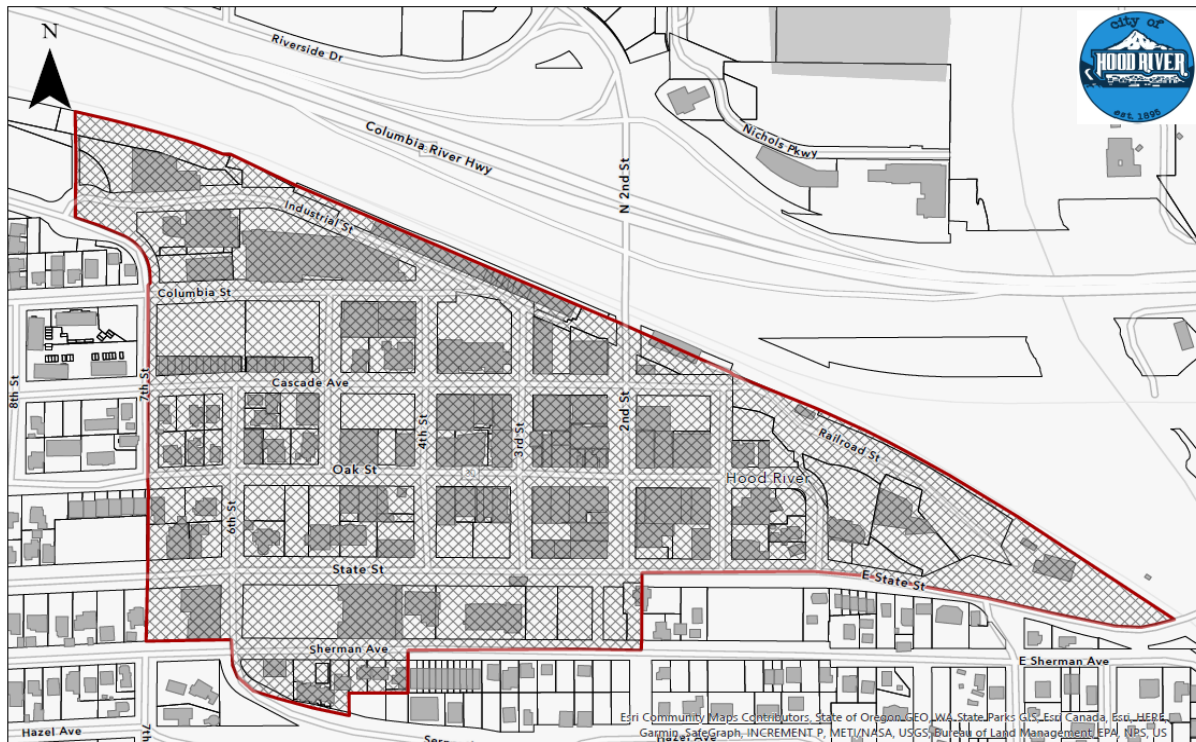 N
city of
HOOD RIVER
est. 1895
Riverside Dr
Columbia River Hwy
N 2nd St
Nichols Pkwy
Industrial St
Columbia St
Cascade Ave
8th St
7th St
4th St
3rd St
2nd St
Railroad St
Oak St
Hood River
6th St
State St
E State St
Sherman Ave
E Sherman Ave
Hazel Ave
7th
Esri Community Maps Contributors, State of Oregon GEO, WA State Parks GIS, Esri Canada, Esri, HERE,
Garmin, SafeGraph, INCREMENT P, METI/NASA, USGS, Bureau of Land Management, EPA, NPS, US